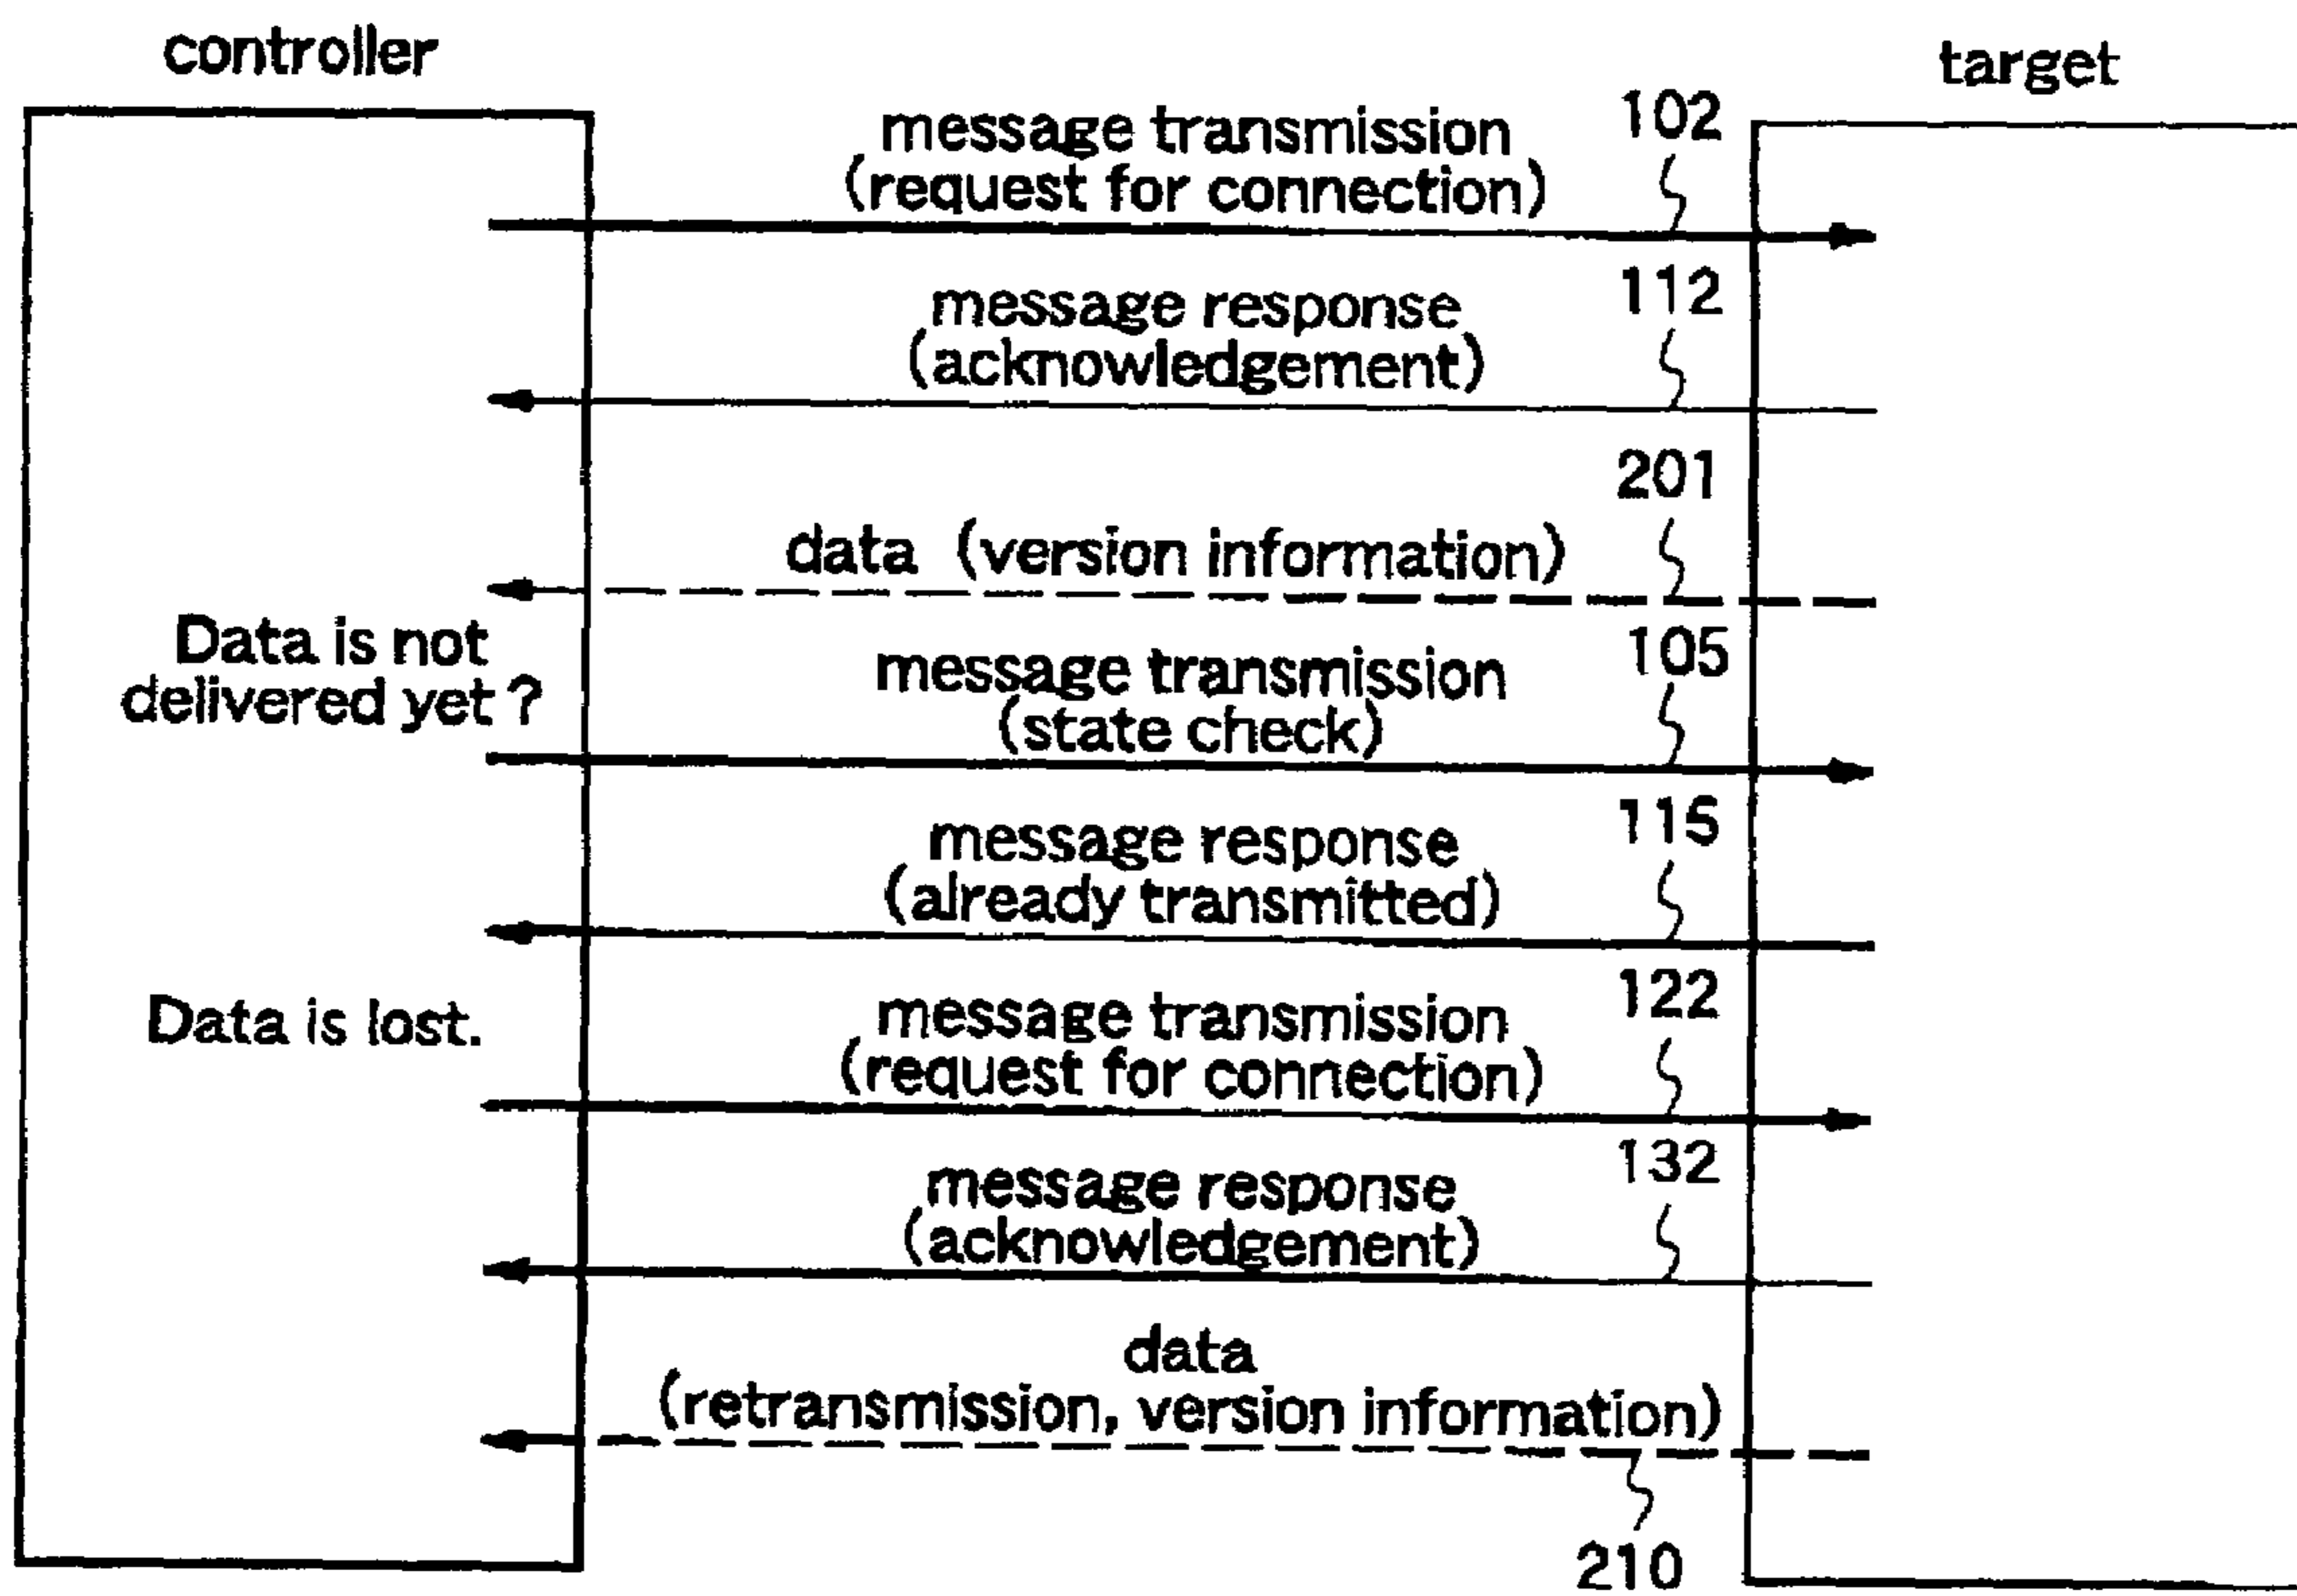 controller
target
message transmission
(request for connection)
102
message response
(acknowledgement)
112
201
data (version information)
Data is not
delivered yet ?
message transmission
(state check)
105
message response
(already transmitted)
115
Data is lost.
message transmission
(request for connection)
122
message response
(acknowledgement)
132
data
(retransmission, version information)
210